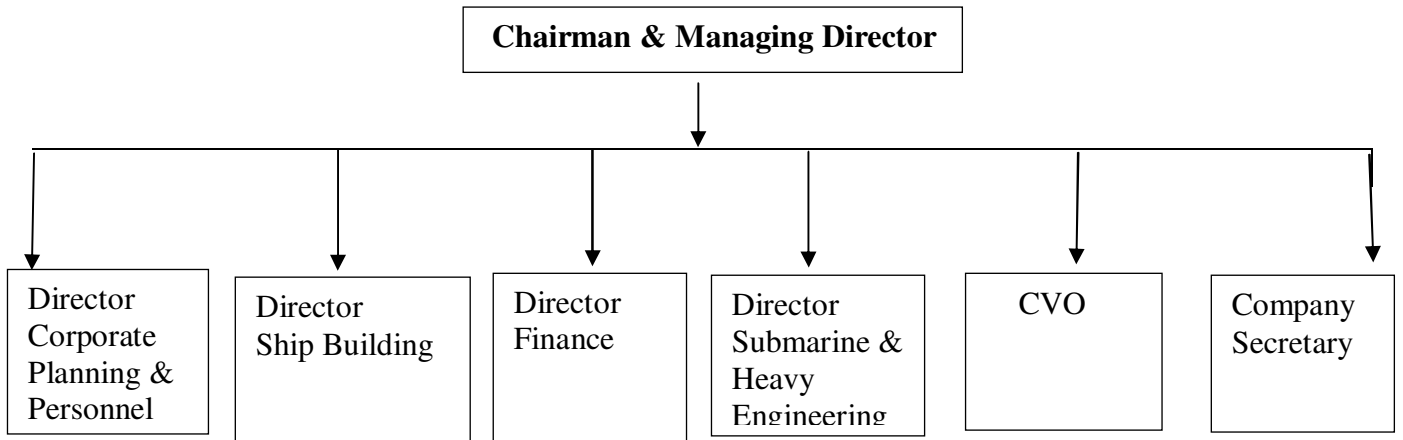 Chairman & Managing Director
Director
Corporate
Planning &
Personnel
Director
Ship Building
Director
Finance
Director
Submarine &
Heavy
Engineering
CVO
Company
Secretary